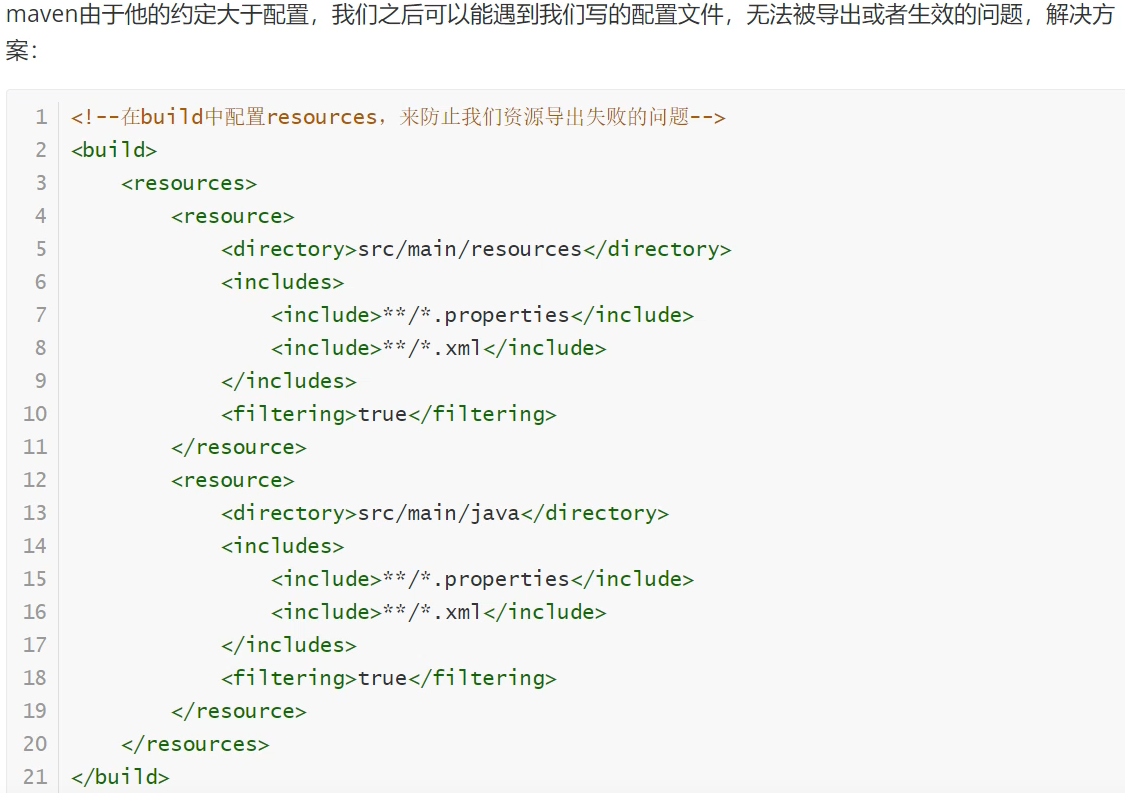 maven由于他的约定大于配置，我们之后可以能遇到我们写的配置文件，无法被导出或者生效的问题，解决方
案：
1 <!--在build中配置resources，来防止我们资源导出失败的问题-->
2 <build>
3     <resources>
4         <resource>
5             <directory>src/main/resources</directory>
6             <includes>
7                 <include>**/*.properties</include>
8                 <include>**/*.xml</include>
9             </includes>
10             <filtering>true</filtering>
11         </resource>
12         <resource>
13             <directory>src/main/java</directory>
14             <includes>
15                 <include>**/*.properties</include>
16                 <include>**/*.xml</include>
17             </includes>
18             <filtering>true</filtering>
19         </resource>
20     </resources>
21 </build>